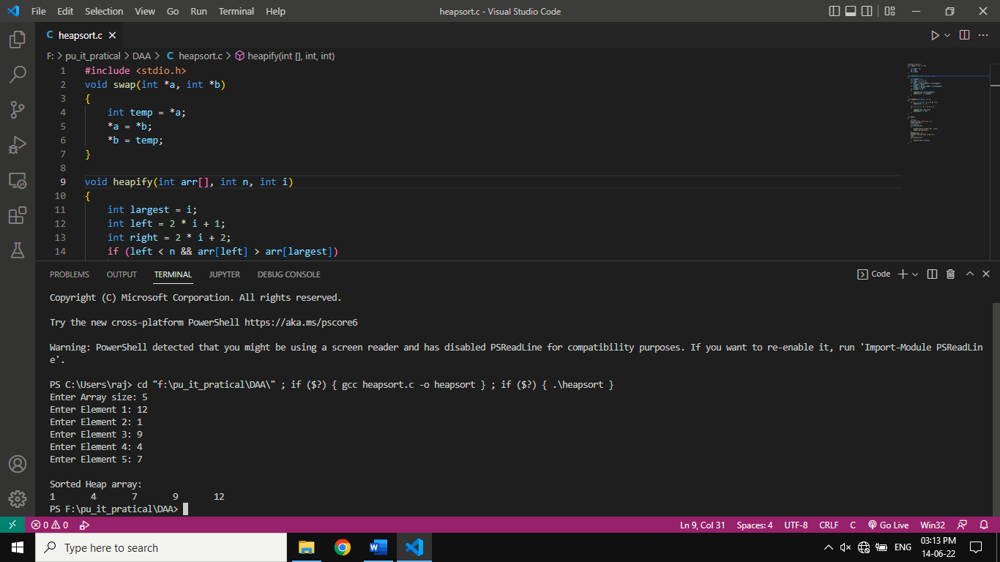 File Edit Selection View Go Run Terminal Help heapsort.c - Visual Studio Code
C heapsort.c
F: > pu_it_pratical > DAA > C heapsort.c > heapify(int [], int, int)
1 #include <stdio.h>
2 void swap(int *a, int *b)
3 {
4 int temp = *a;
5 *a = *b;
6 *b = temp;
7 }
8
9 void heapify(int arr[], int n, int i)
10 {
11 int largest = i;
12 int left = 2 * i + 1;
13 int right = 2 * i + 2;
14 if (left < n && arr[left] > arr[largest])
PROBLEMS OUTPUT TERMINAL JUPYTER DEBUG CONSOLE Code
Copyright (C) Microsoft Corporation. All rights reserved.
Try the new cross-platform PowerShell https://aka.ms/pscore6
Warning: PowerShell detected that you might be using a screen reader and has disabled PSReadLine for compatibility purposes. If you want to re-enable it, run 'Import-Module PSReadLin
e'.
PS C:\Users\raj> cd "f:\pu_it_pratical\DAA\" ; if ($?) { gcc heapsort.c -o heapsort } ; if ($?) { .\heapsort }
Enter Array size: 5
Enter Element 1: 12
Enter Element 2: 1
Enter Element 3: 9
Enter Element 4: 4
Enter Element 5: 7
Sorted Heap array:
1 4 7 9 12
PS F:\pu_it_pratical\DAA>
0 0 Ln 9, Col 31 Spaces: 4 UTF-8 CRLF C Go Live Win32
Type here to search ENG 03:13 PM
14-06-22